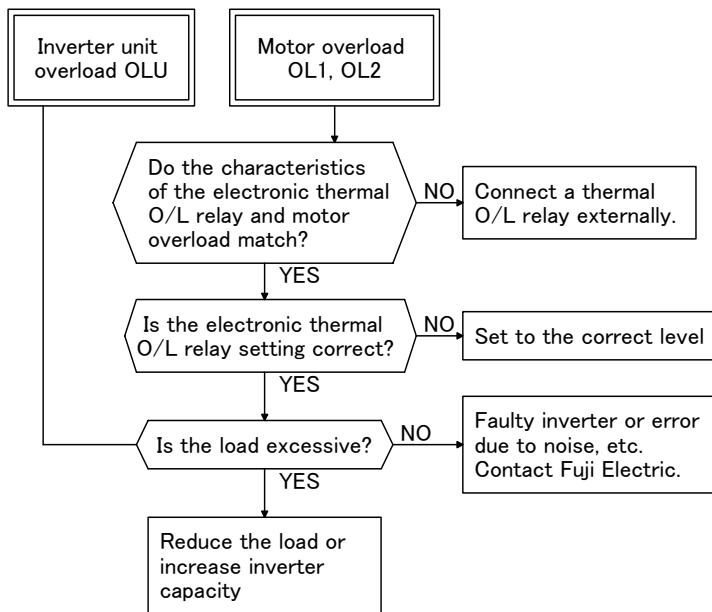 Inverter unit
overload OLU
Motor overload
OL1, OL2
Do the characteristics
of the electronic thermal
O/L relay and motor
overload match?
NO
Connect a thermal
O/L relay externally.
YES
Is the electronic thermal
O/L relay setting correct?
NO
Set to the correct level
YES
Is the load excessive?
NO
Faulty inverter or error
due to noise, etc.
Contact Fuji Electric.
YES
Reduce the load or
increase inverter
capacity